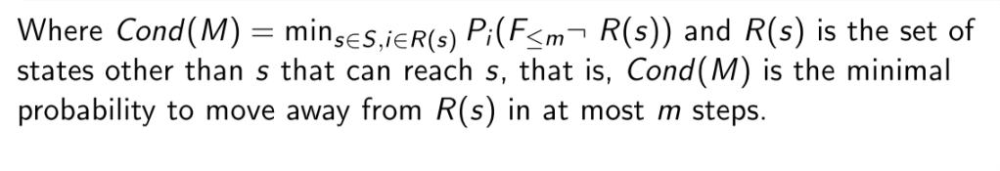 Where Cond(M) = min_{s∈S,i∈R(s)} P_i(F_{≤m}¬ R(s)) and R(s) is the set of
states other than s that can reach s, that is, Cond(M) is the minimal
probability to move away from R(s) in at most m steps.